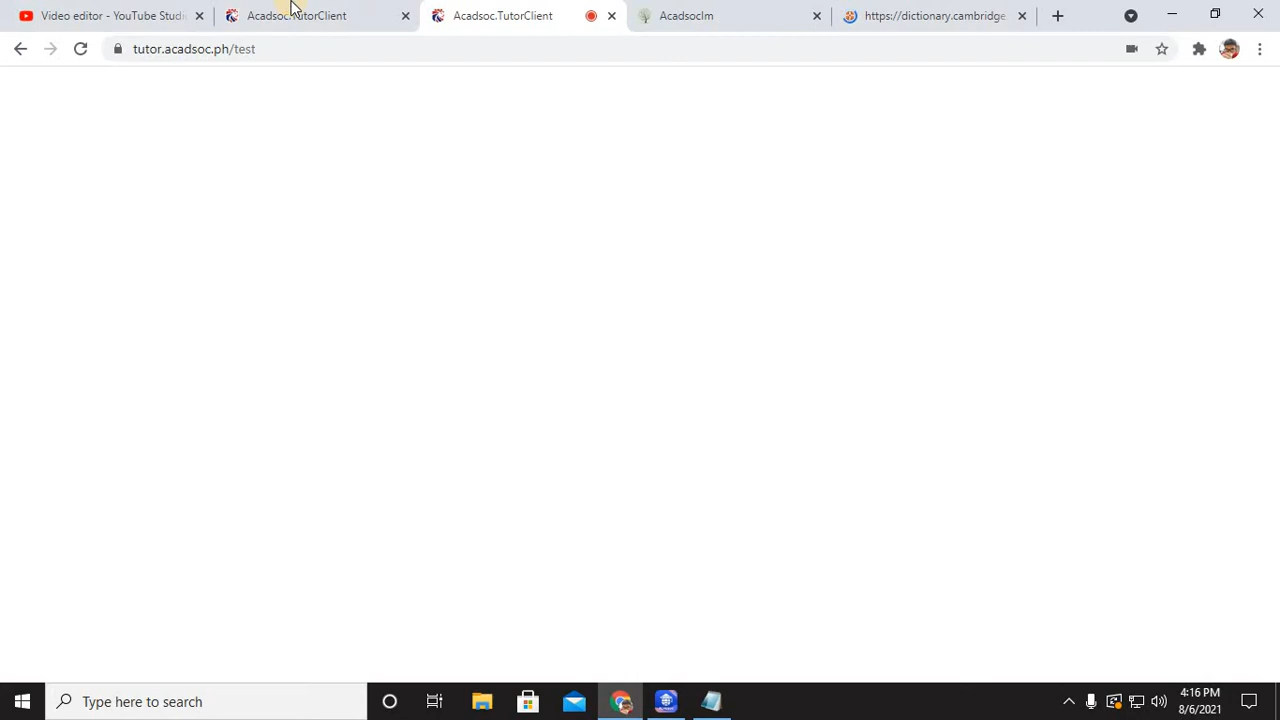 Video editor - YouTube Studi
Acadsoc.TutorClient
Acadsoc.TutorClient
AcadsocIm
https://dictionary.cambridge.
tutor.acadsoc.ph/test
Type here to search
4:16 PM
8/6/2021